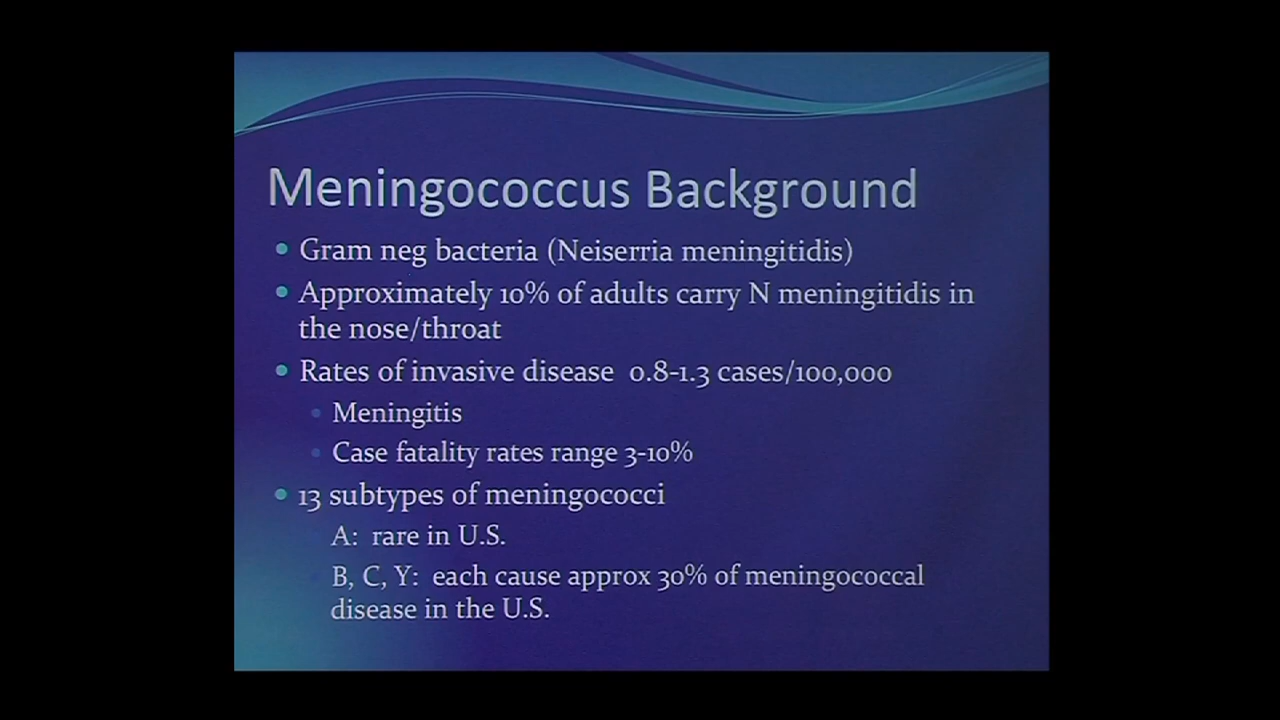 Meningococcus Background
Gram neg bacteria (Neiserria meningitidis)
Approximately 10% of adults carry N meningitidis in
the nose/throat
Rates of invasive disease 0.8-1.3 cases/100,000
Meningitis
Case fatality rates range 3-10%
13 subtypes of meningococci
A: rare in U.S.
B, C, Y: each cause approx 30% of meningococcal
disease in the U.S.